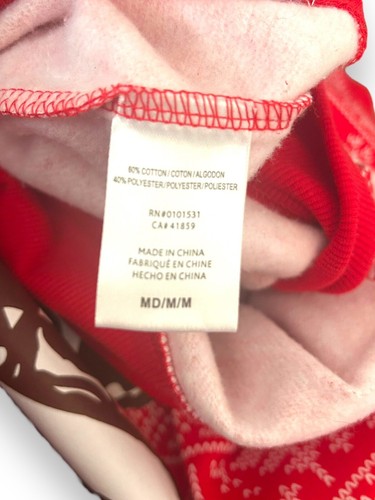 60% COTTON / COTON / ALGODON
40% POLYESTER / POLYESTER / POLIESTER
RN#0101531
CA# 41859
MADE IN CHINA
FABRIQUÉ EN CHINE
HECHO EN CHINA
MD/M/M